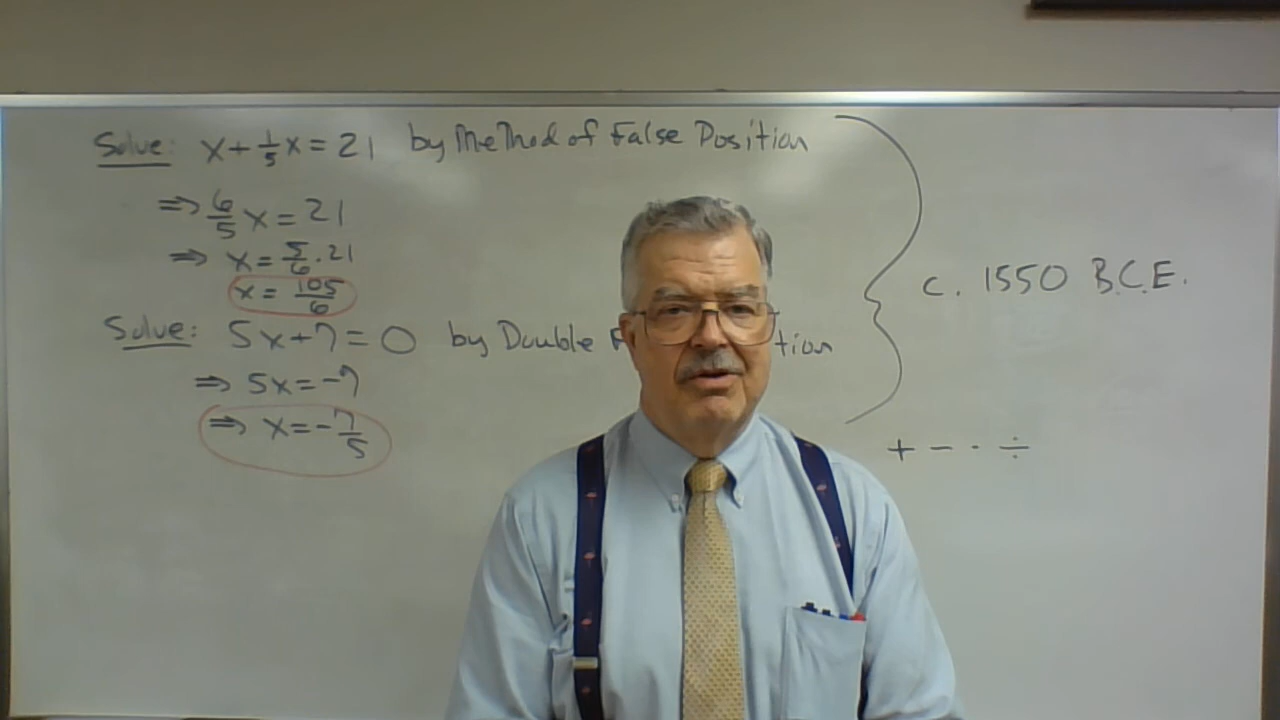 Solve: x + 1/5 x = 21 by Method of False Position
⇒ 6/5 x = 21
⇒ x = 5/6 · 21
x = 105/6
Solve: 5x + 7 = 0 by Double
⇒ 5x = -7
⇒ x = -7/5
c. 1550 B.C.E.
+ - · ÷